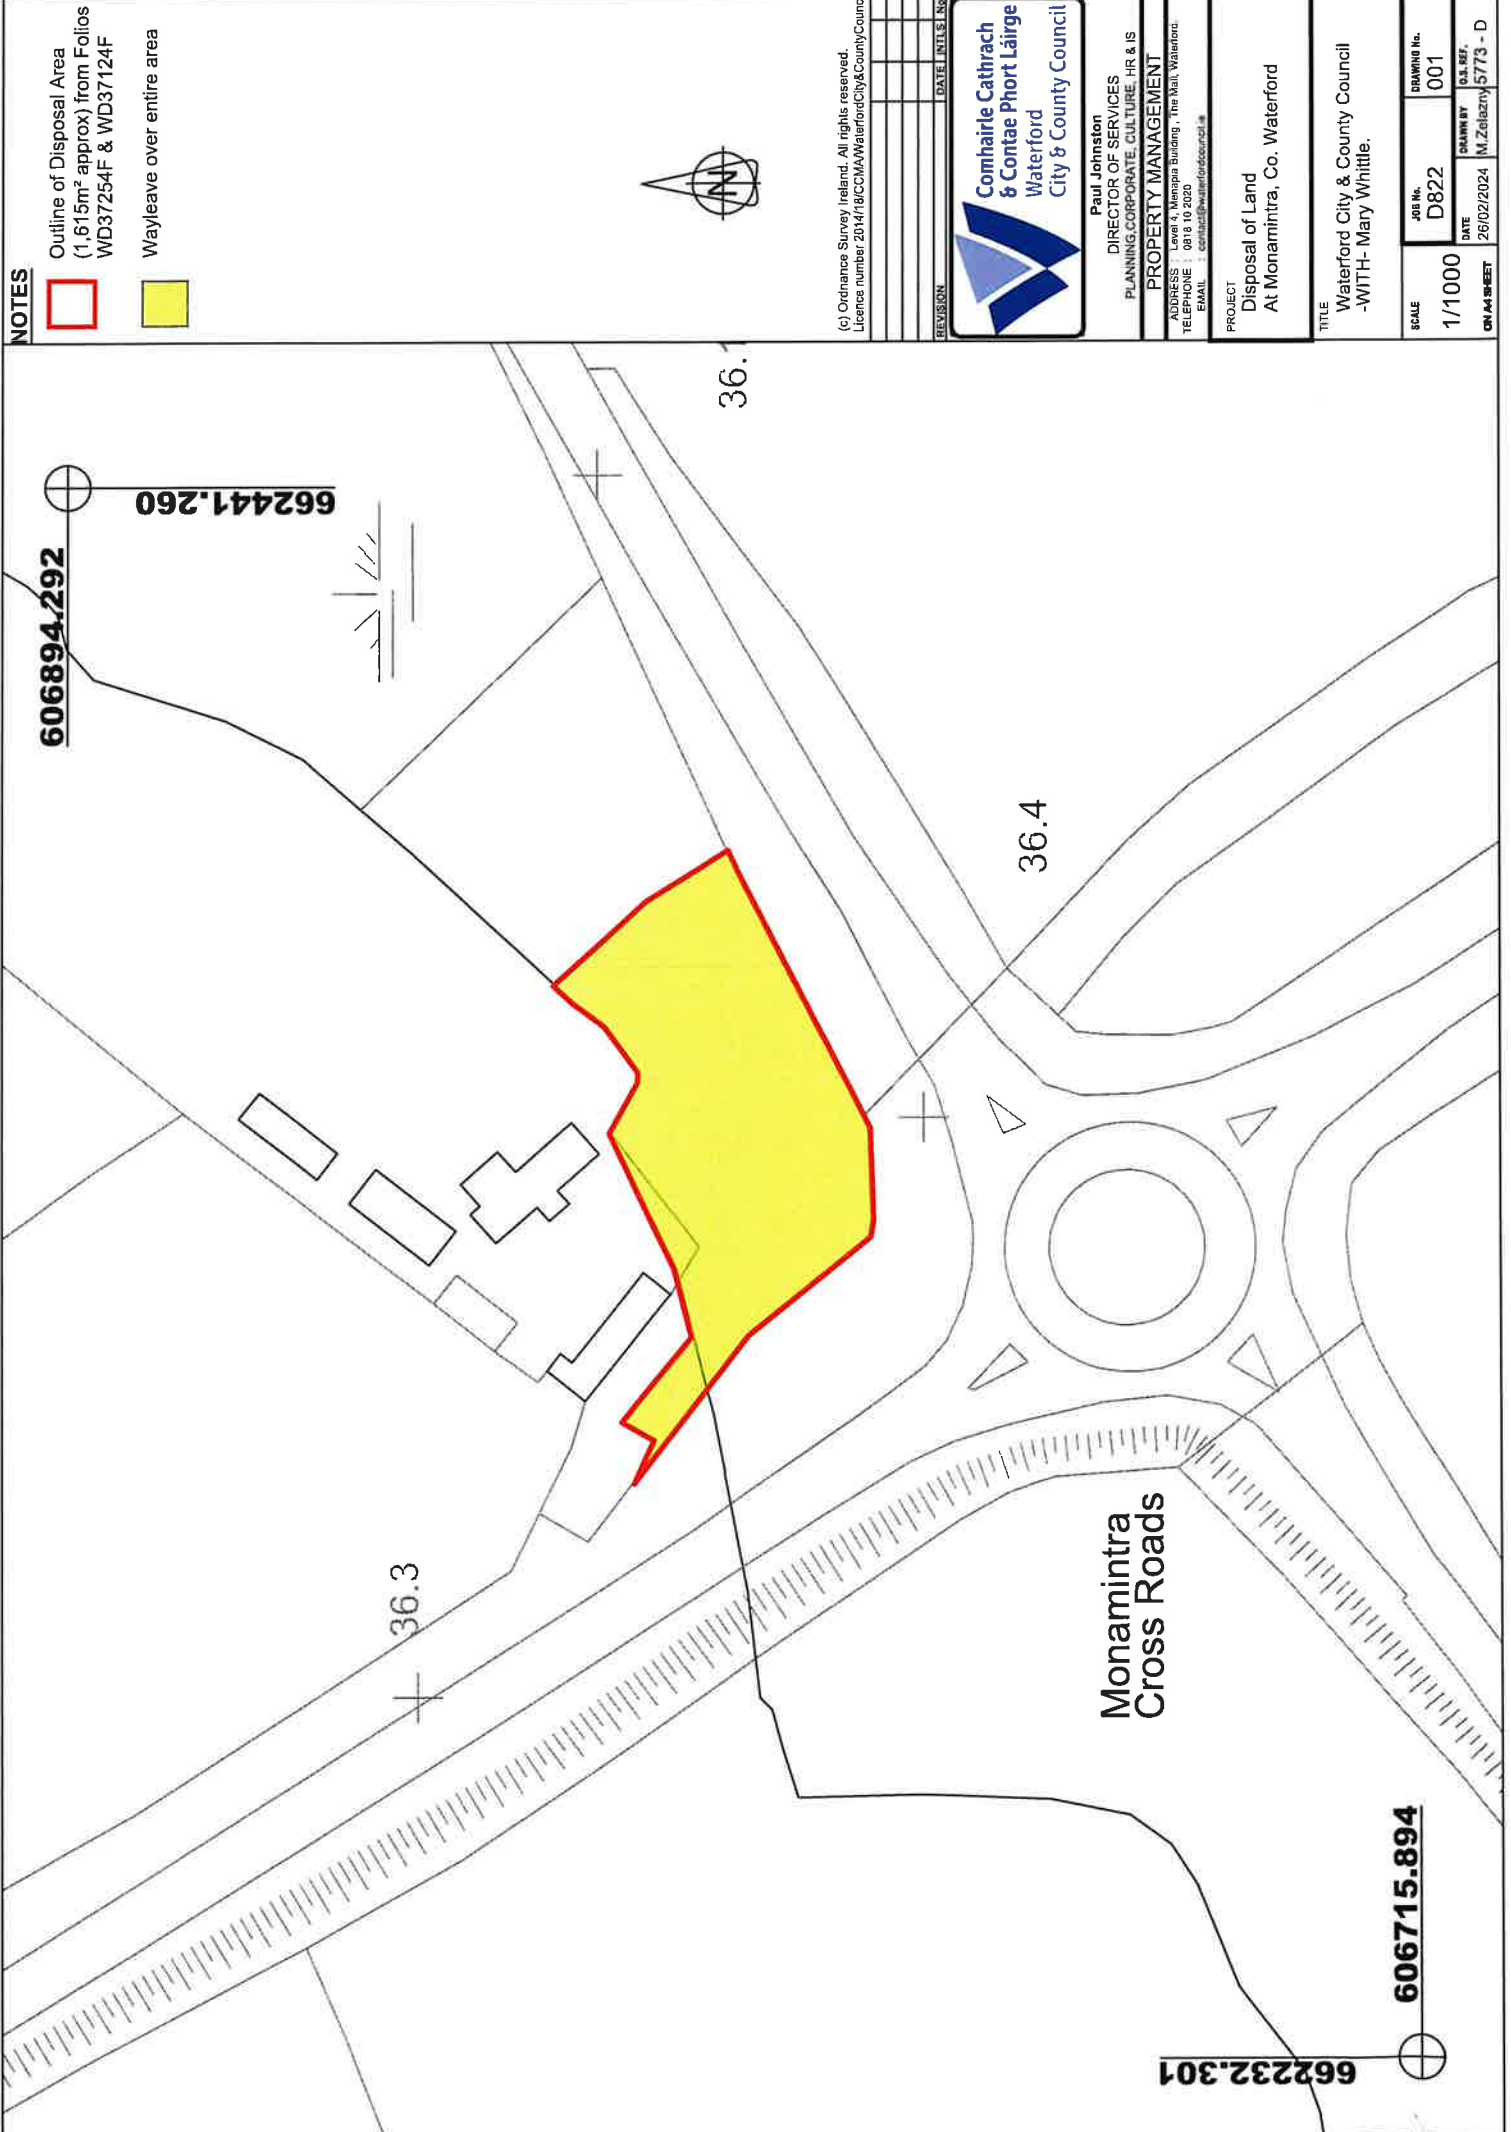 NOTES
Outline of Disposal Area
(1,615m² approx) from Folios
WD37254F & WD37124F
Wayleave over entire area
(c) Ordnance Survey Ireland. All rights reserved.
Licence number 2014/18/CCMA/WaterfordCity&CountyCounc
REVISION DATE INTLS No
Comhairle Cathrach
& Contae Phort Láirge
Waterford
City & County Council
Paul Johnston
DIRECTOR OF SERVICES
PLANNING,CORPORATE, CULTURE, HR & IS
PROPERTY MANAGEMENT
ADDRESS : Level 4, Menapia Building , The Mall, Waterford.
TELEPHONE : 0818 10 2020
EMAIL : contact@waterfordcouncil.ie
PROJECT
Disposal of Land
At Monamintra, Co. Waterford
TITLE
Waterford City & County Council
-WITH- Mary Whittle.
SCALE
1/1000
ON A4 SHEET
JOB No.
D822
DRAWING No.
001
DATE
26/02/2024
DRAWN BY
M.Zelazny
O.S. REF.
5773 - D
606894.292
662441.260
36.1
36.4
36.3
Monamintra
Cross Roads
606715.894
662232.301
N